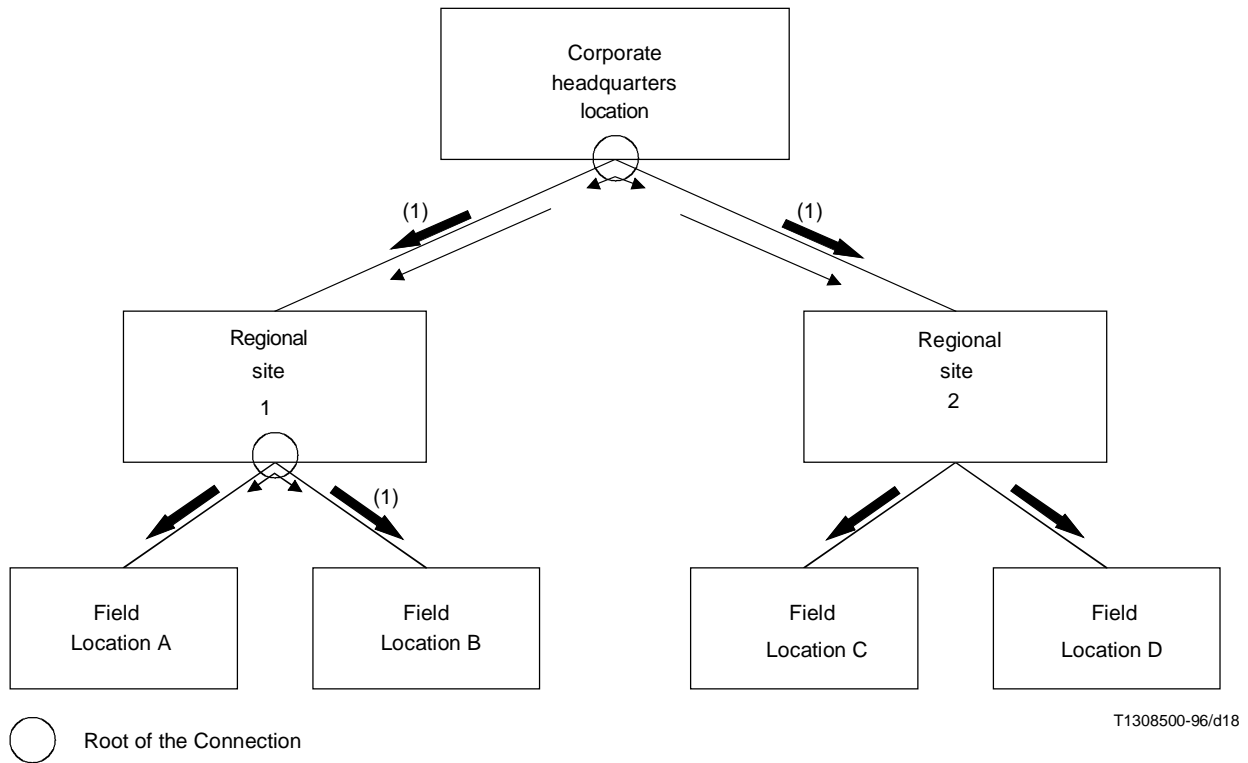 Corporate
headquarters
location
(1)
(1)
Regional
site
1
Regional
site
2
(1)
Field
Location A
Field
Location B
Field
Location C
Field
Location D
T1308500-96/d18
Root of the Connection